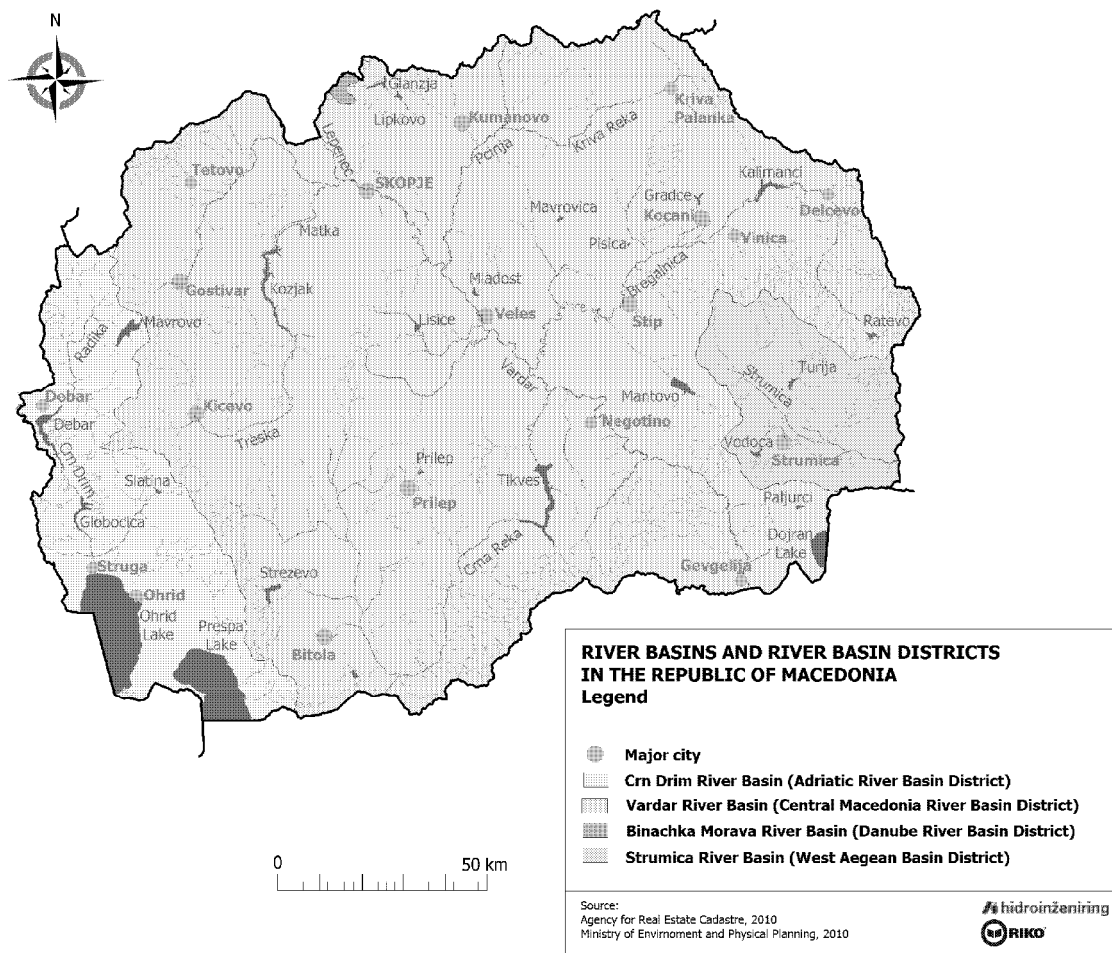 N
Glanzja
Lipkovo
Kumanovo
Kriva
Palanka
Lepenec
Pcinja
Kriva Reka
Tetovo
SKOPJE
Kalimanci
Gradce
Kocani
Delcevo
Mavrovica
Matka
Pisica
Vinica
Bregalnica
Gostivar
Kozjak
Mladost
Veles
Stip
Lisice
Mavrovo
Radika
Ratevo
Vardar
Turija
Strumica
Mantovo
Debar
Debar
Kicevo
Negotino
Treska
Vodoca
Strumica
Crn Drim
Slatina
Prilep
Prilep
Tikves
Globocica
Paljurci
Dojran
Lake
Crna Reka
Gevgelija
Struga
Strezevo
Ohrid
Ohrid
Lake
Prespa
Lake
Bitola
RIVER BASINS AND RIVER BASIN DISTRICTS
IN THE REPUBLIC OF MACEDONIA
Legend
Major city
Crn Drim River Basin (Adriatic River Basin District)
Vardar River Basin (Central Macedonia River Basin District)
Binachka Morava River Basin (Danube River Basin District)
Strumica River Basin (West Aegean Basin District)
0 50 km
Source:
Agency for Real Estate Cadastre, 2010
Ministry of Envirnoment and Physical Planning, 2010
hidroinženiring
RIKO